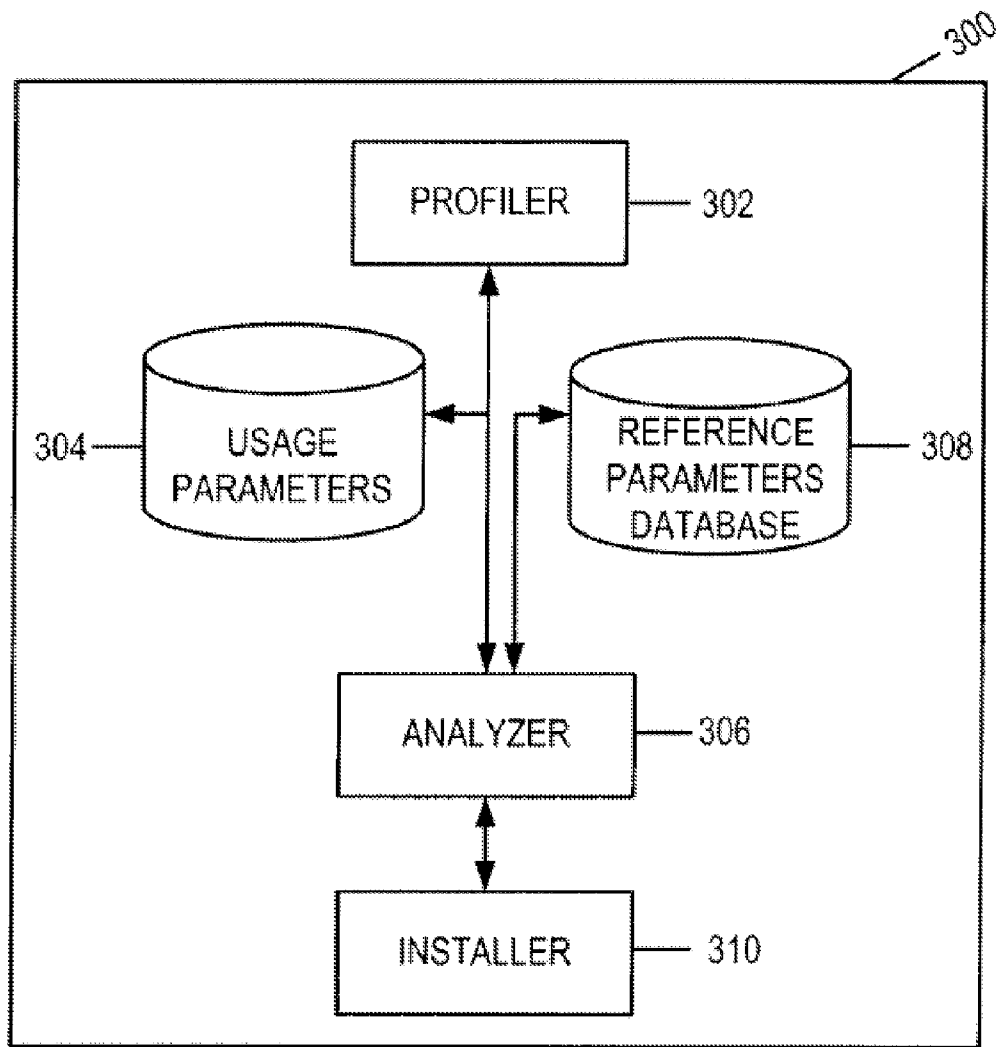 300
PROFILER
302
304
USAGE
PARAMETERS
REFERENCE
PARAMETERS
DATABASE
308
ANALYZER
306
INSTALLER
310